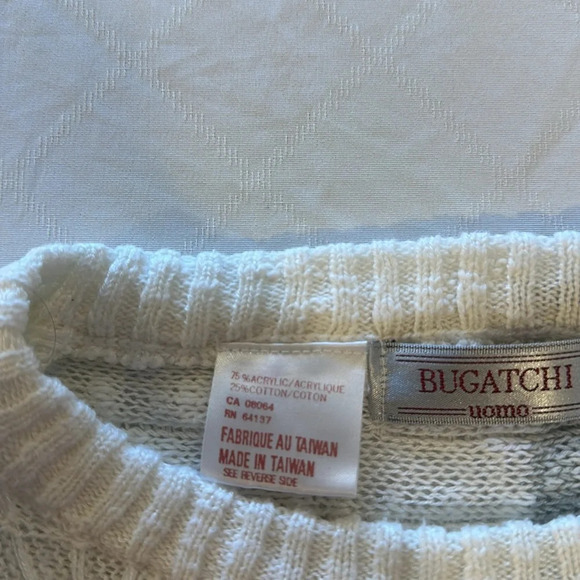 75%ACRYLIC/ACRYLIQUE
25%COTTON/COTON
CA 08064
RN 64137
FABRIQUE AU TAIWAN
MADE IN TAIWAN
SEE REVERSE SIDE
BUGATCHI
uomo